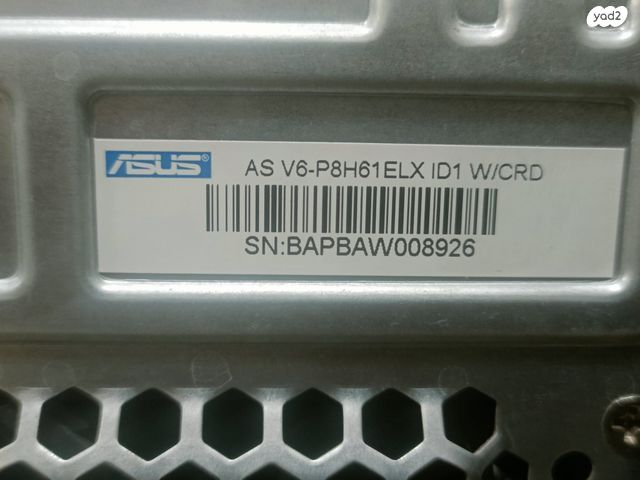 yad2
ASUS
AS V6-P8H61ELX ID1 W/CRD
SN:BAPBAW008926